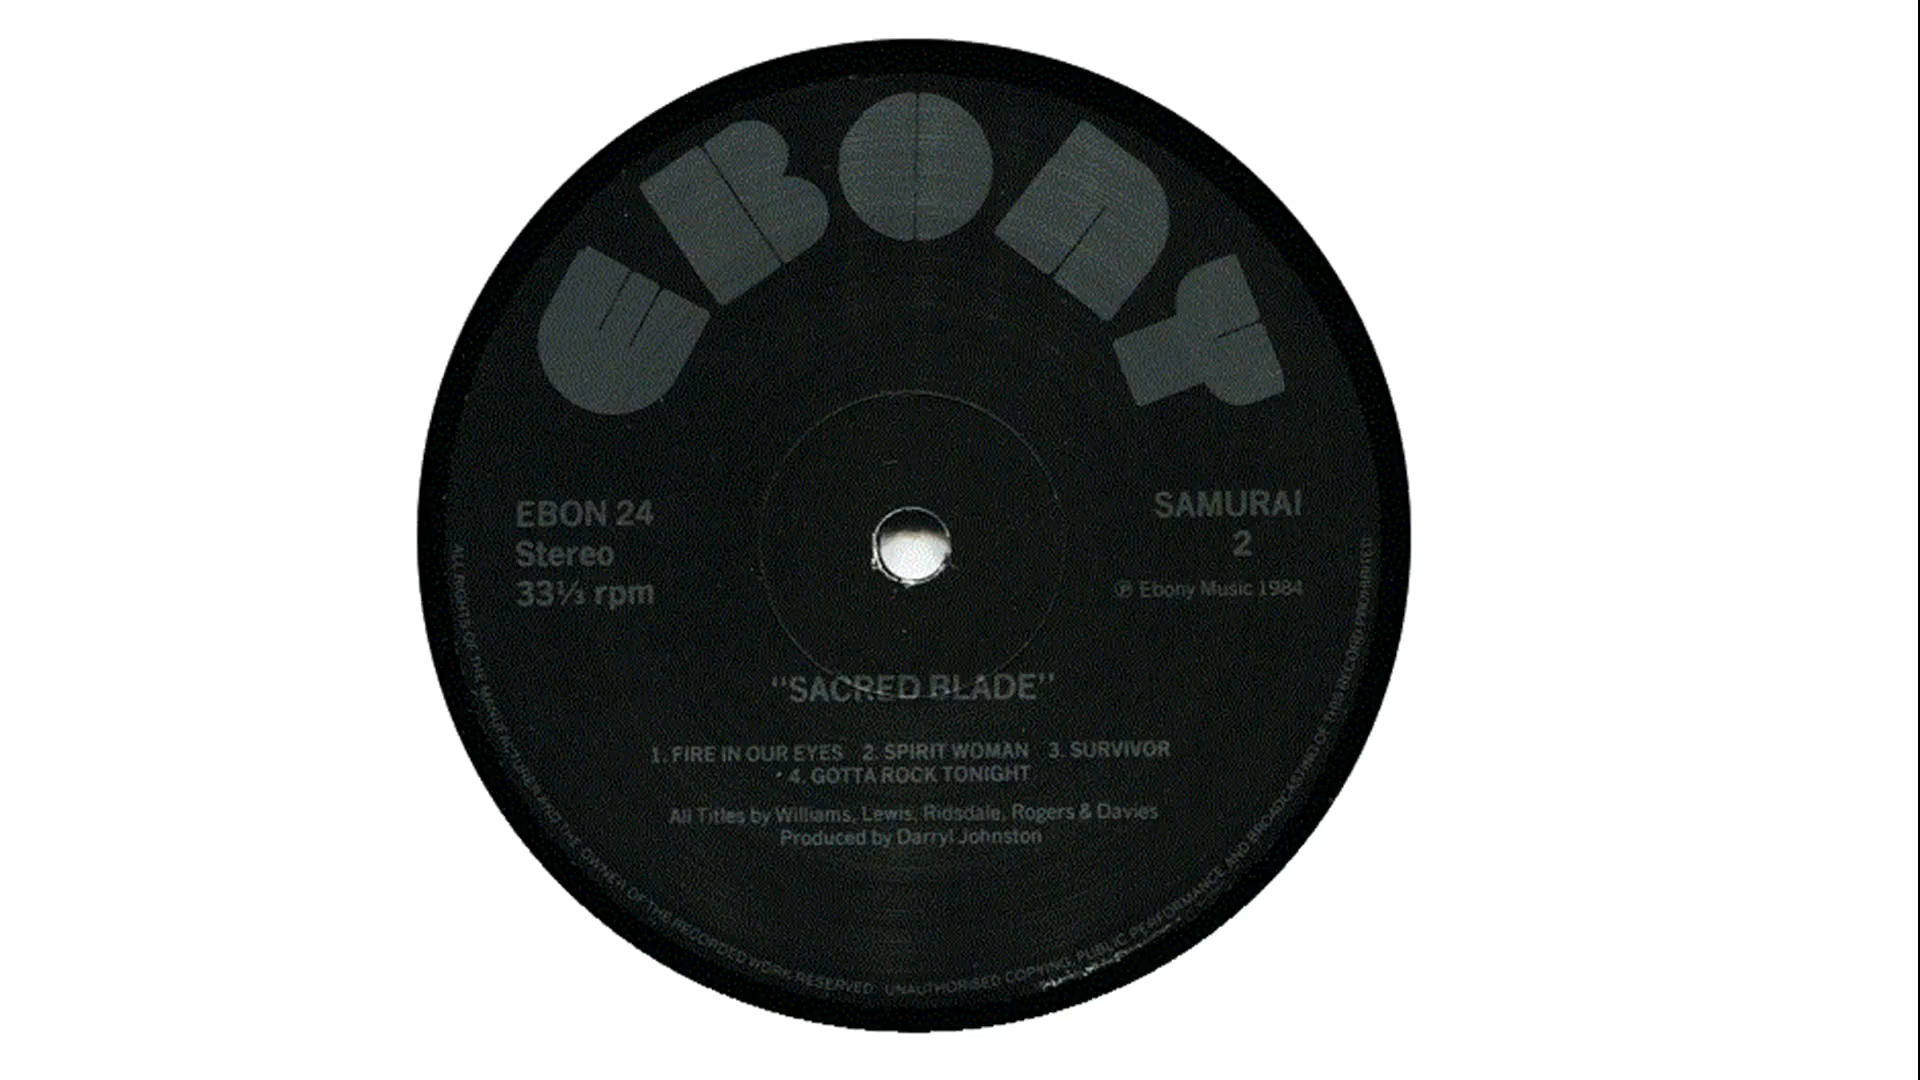 EBONY
EBON 24
Stereo
33⅓ rpm
SAMURAI
2
℗ Ebony Music 1984
"SACRED BLADE"
1. FIRE IN OUR EYES 2. SPIRIT WOMAN 3. SURVIVOR
4. GOTTA ROCK TONIGHT
All Titles by Williams, Lewis, Ridsdale, Rogers & Davies
Produced by Darryl Johnston
ALL RIGHTS OF THE MANUFACTURER AND THE OWNER OF THE RECORDED WORK RESERVED. UNAUTHORISED COPYING, PUBLIC PERFORMANCE AND BROADCASTING OF THIS RECORD PROHIBITED